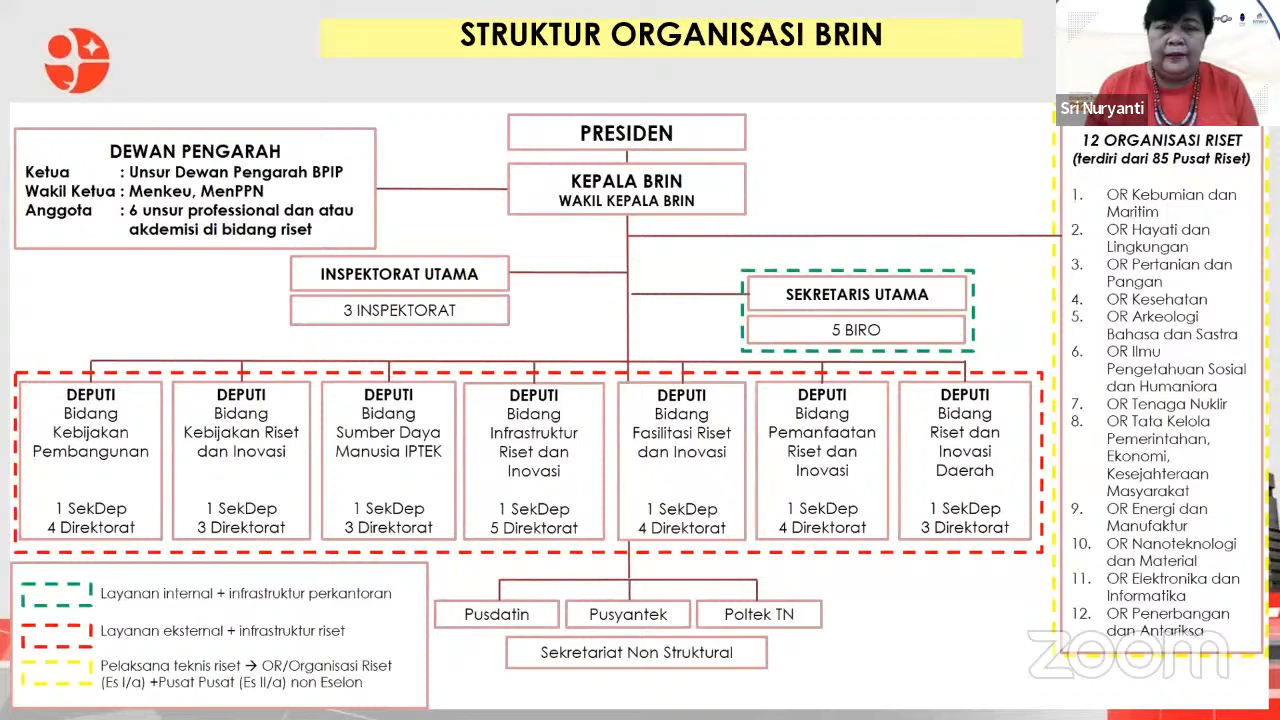 STRUKTUR ORGANISASI BRIN
Sri Nuryanti
PRESIDEN
KEPALA BRIN
WAKIL KEPALA BRIN
DEWAN PENGARAH
Ketua : Unsur Dewan Pengarah BPIP
Wakil Ketua : Menkeu, MenPPN
Anggota : 6 unsur professional dan atau
akdemisi di bidang riset
INSPEKTORAT UTAMA
3 INSPEKTORAT
SEKRETARIS UTAMA
5 BIRO
DEPUTI
Bidang
Kebijakan
Pembangunan
1 SekDep
4 Direktorat
DEPUTI
Bidang
Kebijakan Riset
dan Inovasi
1 SekDep
3 Direktorat
DEPUTI
Bidang
Sumber Daya
Manusia IPTEK
1 SekDep
3 Direktorat
DEPUTI
Bidang
Infrastruktur
Riset dan
Inovasi
1 SekDep
5 Direktorat
DEPUTI
Bidang
Fasilitasi Riset
dan Inovasi
1 SekDep
4 Direktorat
DEPUTI
Bidang
Pemanfaatan
Riset dan
Inovasi
1 SekDep
4 Direktorat
DEPUTI
Bidang
Riset dan
Inovasi
Daerah
1 SekDep
3 Direktorat
Pusdatin
Pusyantek
Poltek TN
Sekretariat Non Struktural
Layanan internal + infrastruktur perkantoran
Layanan eksternal + infrastruktur riset
Pelaksana teknis riset → OR/Organisasi Riset
(Es I/a) +Pusat Pusat (Es II/a) non Eselon
12 ORGANISASI RISET
(terdiri dari 85 Pusat Riset)
1. OR Kebumian dan
Maritim
2. OR Hayati dan
Lingkungan
3. OR Pertanian dan
Pangan
4. OR Kesehatan
5. OR Arkeologi
Bahasa dan Sastra
6. OR Ilmu
Pengetahuan Sosial
dan Humaniora
7. OR Tenaga Nuklir
8. OR Tata Kelola
Pemerintahan,
Ekonomi,
Kesejahteraan
Masyarakat
9. OR Energi dan
Manufaktur
10. OR Nanoteknologi
dan Material
11. OR Elektronika dan
Informatika
12. OR Penerbangan
dan Antariksa
zoom